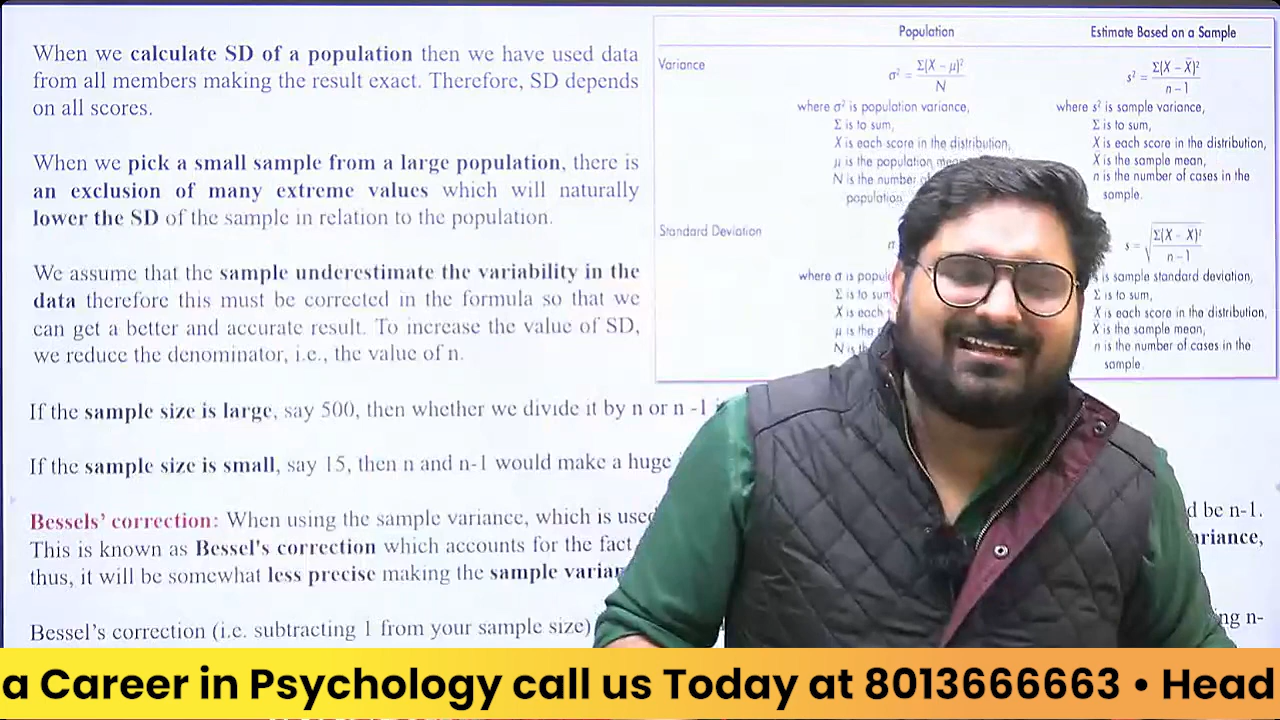 When we calculate SD of a population then we have used data
from all members making the result exact. Therefore, SD depends
on all scores.
When we pick a small sample from a large population, there is
an exclusion of many extreme values which will naturally
lower the SD of the sample in relation to the population.
We assume that the sample underestimate the variability in the
data therefore this must be corrected in the formula so that we
can get a better and accurate result. To increase the value of SD,
we reduce the denominator, i.e., the value of n.
Population Estimate Based on a Sample
Variance
σ² = Σ(X − μ)² / N
s² = Σ(X − X̄)² / n − 1
where σ² is population variance,
Σ is to sum,
X is each score in the distribution,
μ is the population
N is the number
population
where s² is sample variance,
Σ is to sum,
X is each score in the distribution,
X̄ is the sample mean,
n is the number of cases in the
sample.
Standard Deviation
s = √Σ(X − X̄)² / n − 1
where σ is
Σ is to sum
X is each
μ is the
N is
is sample standard deviation,
Σ is to sum,
X is each score in the distribution,
X̄ is the sample mean,
n is the number of cases in the
sample.
If the sample size is large, say 500, then whether we divide it by n or n -1
If the sample size is small, say 15, then n and n-1 would make a huge
Bessels' correction: When using the sample variance, which is used d be n-1.
This is known as Bessel's correction which accounts for the fact
thus, it will be somewhat less precise making the sample
Bessel's correction (i.e. subtracting 1 from your sample size) n-
a Career in Psychology call us Today at 8013666663 • Head